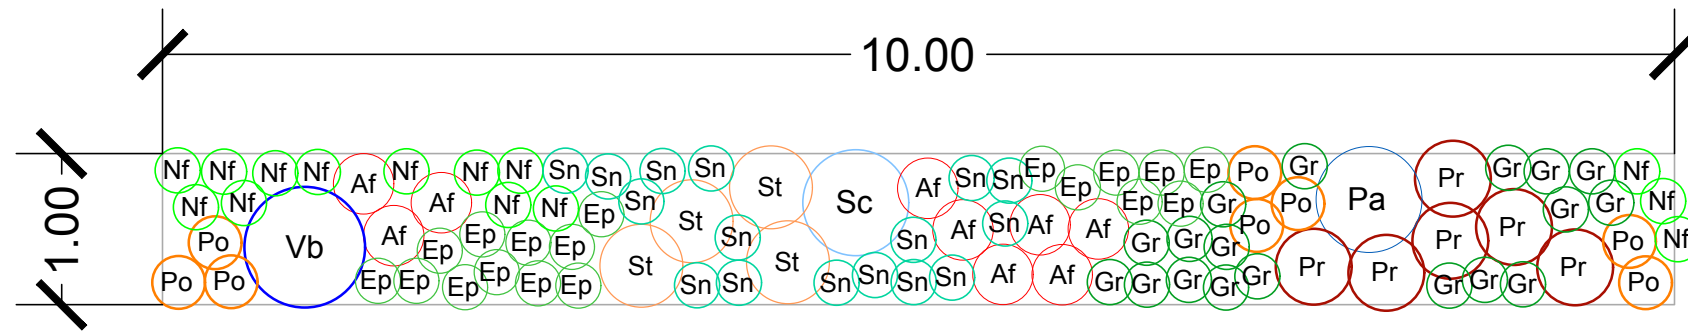 10.00
1.00
Nf Nf Nf Nf Af Nf Nf Nf Sn Sn Sn Sn St Af Sn Sn Ep Ep Ep Ep Ep Po Gr Pr Gr Gr Gr Nf
Nf Nf Af Nf Nf Ep Sn St Sc Ep Ep Gr Po Pa Gr Gr Nf
Po Vb Af Ep Ep Ep Ep Sn Sn Af Sn Af Af Gr Gr Gr Po Pr Pr Po Nf
Po Po Ep Ep Ep Ep Ep Ep St Sn Sn St Sn Sn Sn Sn Af Af Gr Gr Gr Gr Gr Pr Pr Gr Gr Gr Pr Po